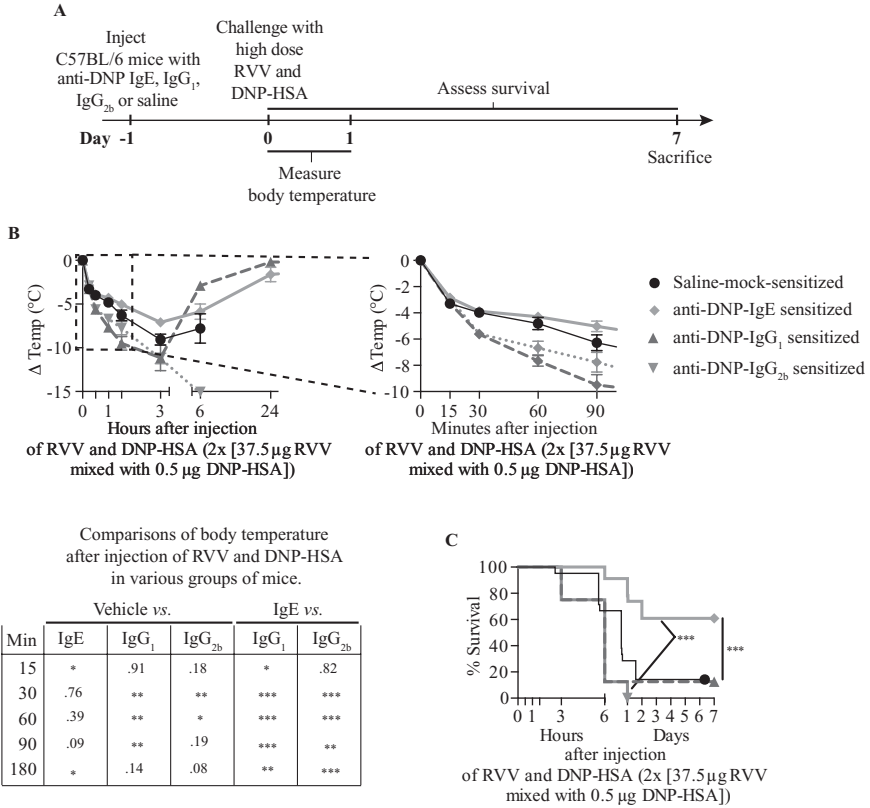 A
Inject
C57BL/6 mice with
anti-DNP IgE, IgG1,
IgG2b or saline
Challenge with
high dose
RVV and
DNP-HSA
Assess survival
Day -1 0 1 7
Sacrifice
Measure
body temperature
B
0
-5
-10
-15
Δ Temp (°C)
0 1 3 6 24
Hours after injection
of RVV and DNP-HSA (2x [37.5µg RVV
mixed with 0.5 µg DNP-HSA])
0
-2
-4
-6
-8
-10
Δ Temp (°C)
0 15 30 60 90
Minutes after injection
of RVV and DNP-HSA (2x [37.5µg RVV
mixed with 0.5 µg DNP-HSA])
Saline-mock-sensitized
anti-DNP-IgE sensitized
anti-DNP-IgG1 sensitized
anti-DNP-IgG2b sensitized
Comparisons of body temperature
after injection of RVV and DNP-HSA
in various groups of mice.
Vehicle vs. IgE vs.
Min IgE IgG1 IgG2b IgG1 IgG2b
15 * .91 .18 * .82
30 .76 ** ** *** ***
60 .39 ** * *** ***
90 .09 ** .19 *** **
180 * .14 .08 ** ***
C
100
80
60
40
20
0
% Survival
***
***
0 1 3 6 1 2 3 4 5 6 7
Hours Days
after injection
of RVV and DNP-HSA (2x [37.5µg RVV
mixed with 0.5 µg DNP-HSA])